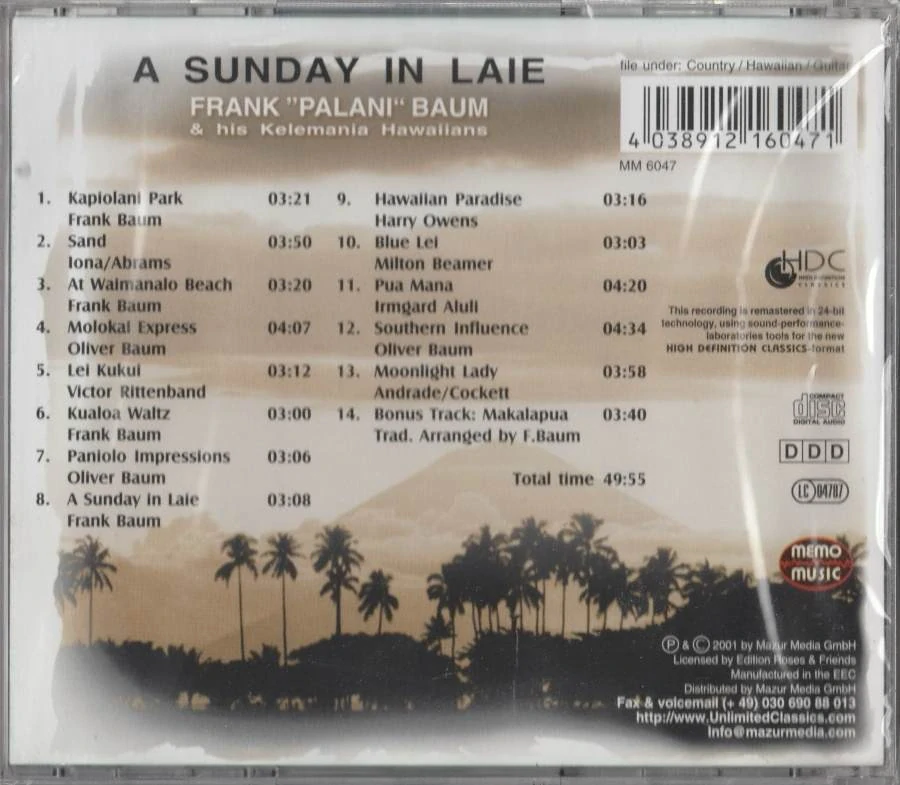 A SUNDAY IN LAIE
FRANK ”PALANI“ BAUM
& his Kelemania Hawaiians
file under: Country / Hawaiian / Guitar
4 038912 160471
MM 6047
1. Kapiolani Park 03:21
Frank Baum
2. Sand 03:50
Iona/Abrams
3. At Waimanalo Beach 03:20
Frank Baum
4. Molokai Express 04:07
Oliver Baum
5. Lei Kukui 03:12
Victor Rittenband
6. Kualoa Waltz 03:00
Frank Baum
7. Paniolo Impressions 03:06
Oliver Baum
8. A Sunday in Laie 03:08
Frank Baum
9. Hawaiian Paradise 03:16
Harry Owens
10. Blue Lei 03:03
Milton Beamer
11. Pua Mana 04:20
Irmgard Aluli
12. Southern Influence 04:34
Oliver Baum
13. Moonlight Lady 03:58
Andrade/Cockett
14. Bonus Track: Makalapua 03:40
Trad. Arranged by F.Baum
Total time 49:55
HDC
HIGH DEFINITION
CLASSICS
This recording is remastered in 24-bit
technology, using sound-performance-
laboratories tools for the new
HIGH DEFINITION CLASSICS-format
COMPACT
disc
DIGITAL AUDIO
D D D
LC 04787
MEMO
MUSIC
Ⓟ & © 2001 by Mazur Media GmbH
Licensed by Edition Roses & Friends
Manufactured in the EEC
Distributed by Mazur Media GmbH
Fax & voicemail (+ 49) 030 690 88 013
http://www.UnlimitedClassics.com
Info@mazurmedia.com